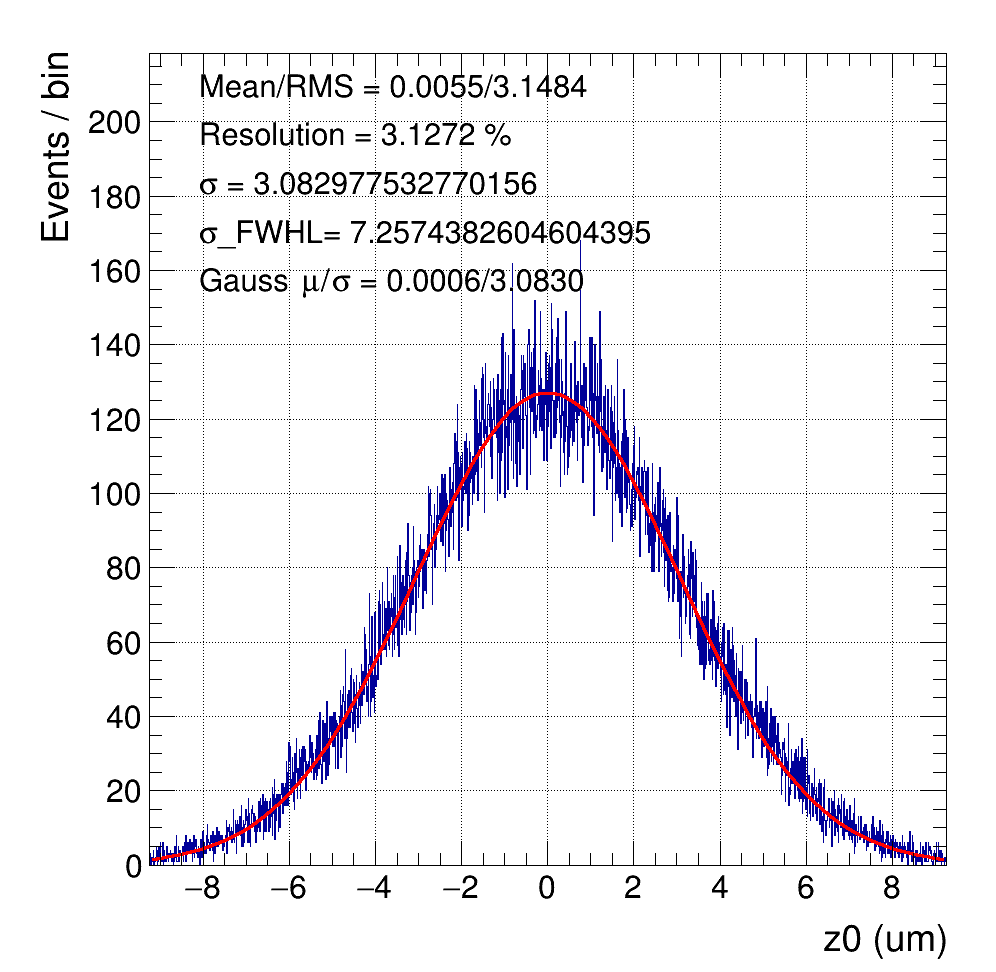 Events / bin
Mean/RMS = 0.0055/3.1484
Resolution = 3.1272 %
σ = 3.082977532770156
σ_FWHL= 7.2574382604604395
Gauss μ/σ = 0.0006/3.0830
200
180
160
140
120
100
80
60
40
20
0
−8 −6 −4 −2 0 2 4 6 8
z0 (um)